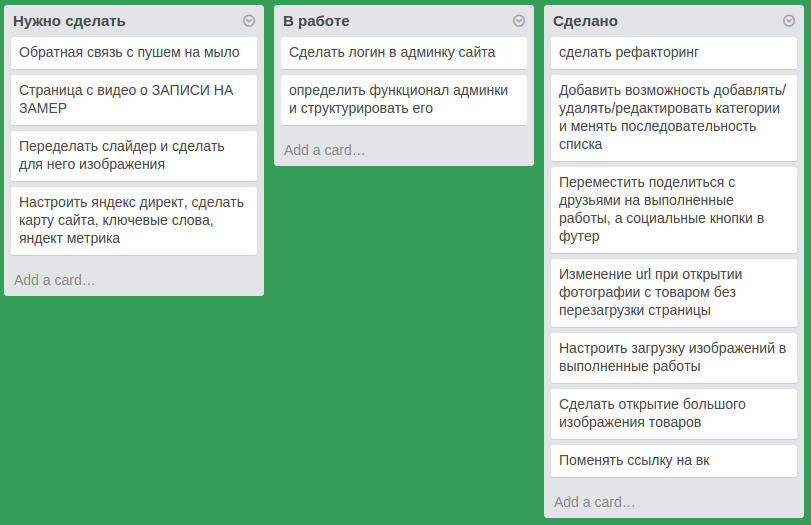 Нужно сделать
Обратная связь с пушем на мыло
Страница с видео о ЗАПИСИ НА
ЗАМЕР
Переделать слайдер и сделать
для него изображения
Настроить яндекс директ, сделать
карту сайта, ключевые слова,
яндект метрика
Add a card…
В работе
Сделать логин в админку сайта
определить функционал админки
и структурировать его
Add a card…
Сделано
сделать рефакторинг
Добавить возможность добавлять/
удалять/редактировать категории
и менять последовательность
списка
Переместить поделиться с
друзьями на выполненные
работы, а социальные кнопки в
футер
Изменение url при открытии
фотографии с товаром без
перезагрузки страницы
Настроить загрузку изображений в
выполненные работы
Сделать открытие большого
изображения товаров
Поменять ссылку на вк
Add a card…